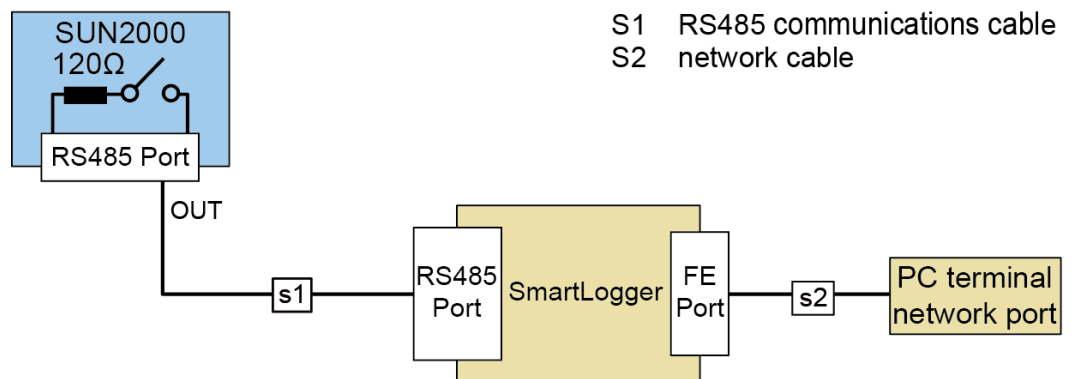 SUN2000
120Ω
RS485 Port
OUT
S1 RS485 communications cable
S2 network cable
s1
RS485
Port
SmartLogger
FE
Port
s2
PC terminal
network port